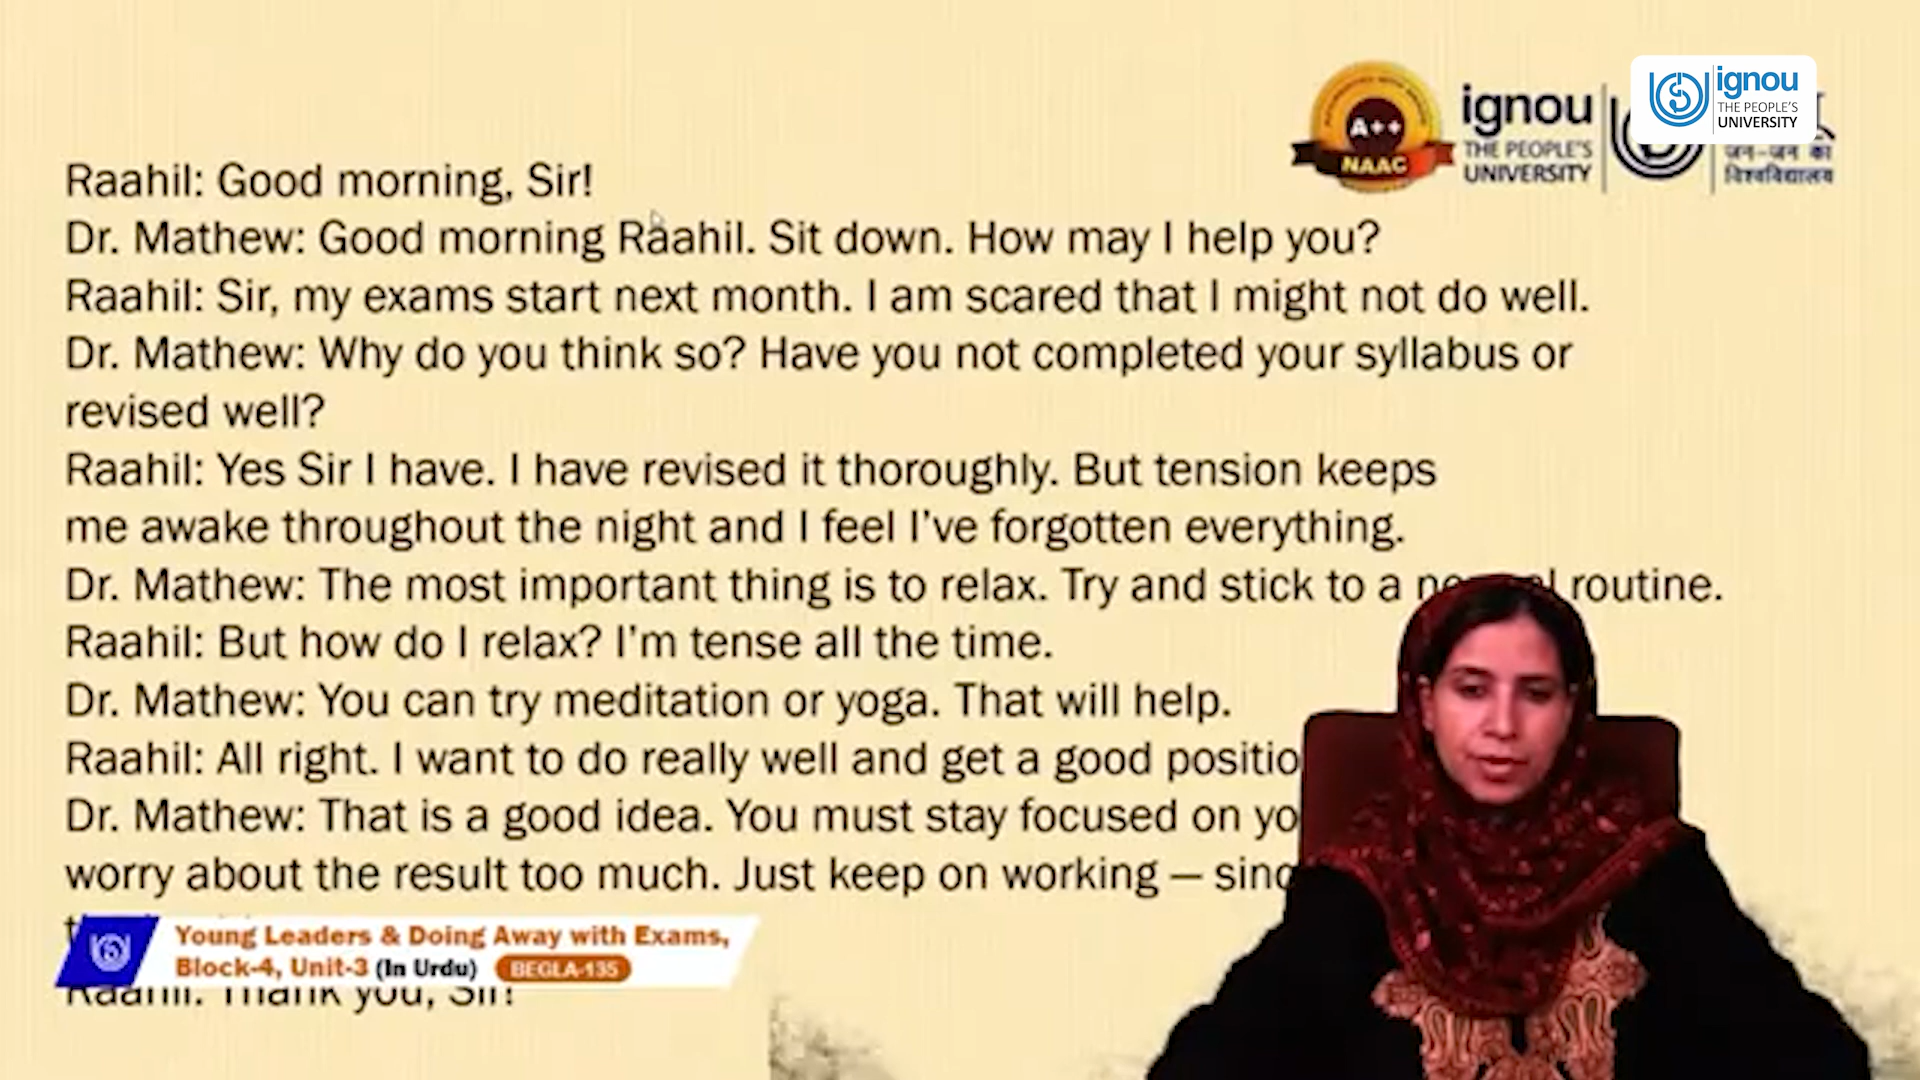 ignou
THE PEOPLE'S
UNIVERSITY
A++
NAAC
ignou
THE PEOPLE'S
UNIVERSITY
जन-जन का
विश्वविद्यालय
Raahil: Good morning, Sir!
Dr. Mathew: Good morning Raahil. Sit down. How may I help you?
Raahil: Sir, my exams start next month. I am scared that I might not do well.
Dr. Mathew: Why do you think so? Have you not completed your syllabus or
revised well?
Raahil: Yes Sir I have. I have revised it thoroughly. But tension keeps
me awake throughout the night and I feel I've forgotten everything.
Dr. Mathew: The most important thing is to relax. Try and stick to a routine.
Raahil: But how do I relax? I'm tense all the time.
Dr. Mathew: You can try meditation or yoga. That will help.
Raahil: All right. I want to do really well and get a good
Dr. Mathew: That is a good idea. You must stay focused on
worry about the result too much. Just keep on working —
Young Leaders & Doing Away with Exams,
Block-4, Unit-3 (In Urdu) BEGLA-135
Raahil: Thank you, Sir!